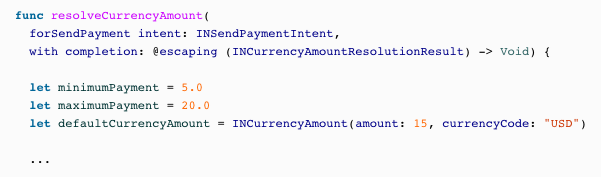 func resolveCurrencyAmount(
forSendPayment intent: INSendPaymentIntent,
with completion: @escaping (INCurrencyAmountResolutionResult) -> Void) {
let minimumPayment = 5.0
let maximumPayment = 20.0
let defaultCurrencyAmount = INCurrencyAmount(amount: 15, currencyCode: "USD")
...